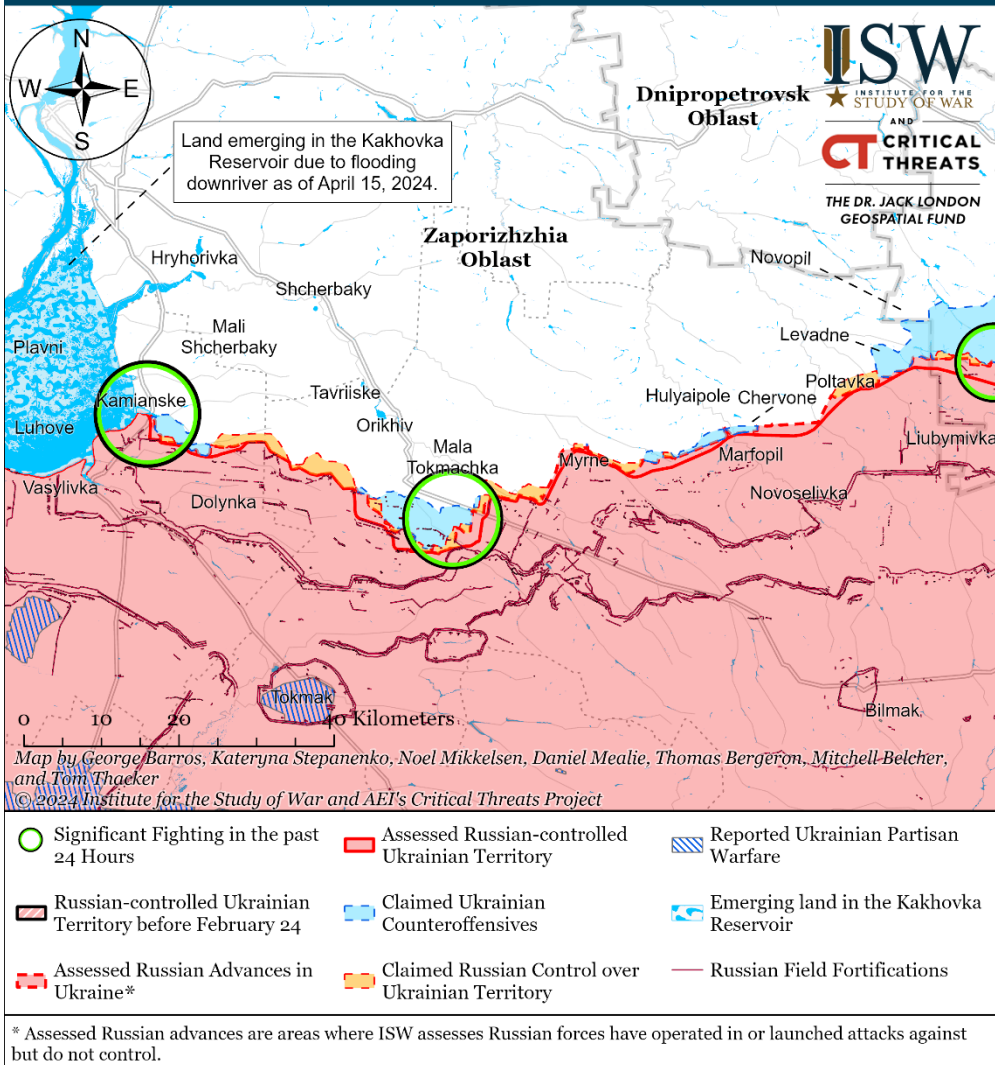 N
W
E
S
ISW
INSTITUTE FOR THE
STUDY OF WAR
AND
CT CRITICAL
THREATS
THE DR. JACK LONDON
GEOSPATIAL FUND
Dnipropetrovsk
Oblast
Land emerging in the Kakhovka
Reservoir due to flooding
downriver as of April 15, 2024.
Zaporizhzhia
Oblast
Hryhorivka
Novopil
Shcherbaky
Mali
Shcherbaky
Levadne
Plavni
Tavriiske
Poltavka
Kamianske
Hulyaipole
Chervone
Luhove
Orikhiv
Mala
Tokmachka
Liubymivka
Myrne
Marfopil
Vasylivka
Dolynka
Novoselivka
Tokmak
Bilmak
0 10 20 40 Kilometers
Map by George Barros, Kateryna Stepanenko, Noel Mikkelsen, Daniel Mealie, Thomas Bergeron, Mitchell Belcher,
and Tom Thacker
© 2024 Institute for the Study of War and AEI's Critical Threats Project
Significant Fighting in the past
24 Hours
Russian-controlled Ukrainian
Territory before February 24
Assessed Russian Advances in
Ukraine*
Assessed Russian-controlled
Ukrainian Territory
Claimed Ukrainian
Counteroffensives
Claimed Russian Control over
Ukrainian Territory
Reported Ukrainian Partisan
Warfare
Emerging land in the Kakhovka
Reservoir
Russian Field Fortifications
* Assessed Russian advances are areas where ISW assesses Russian forces have operated in or launched attacks against
but do not control.